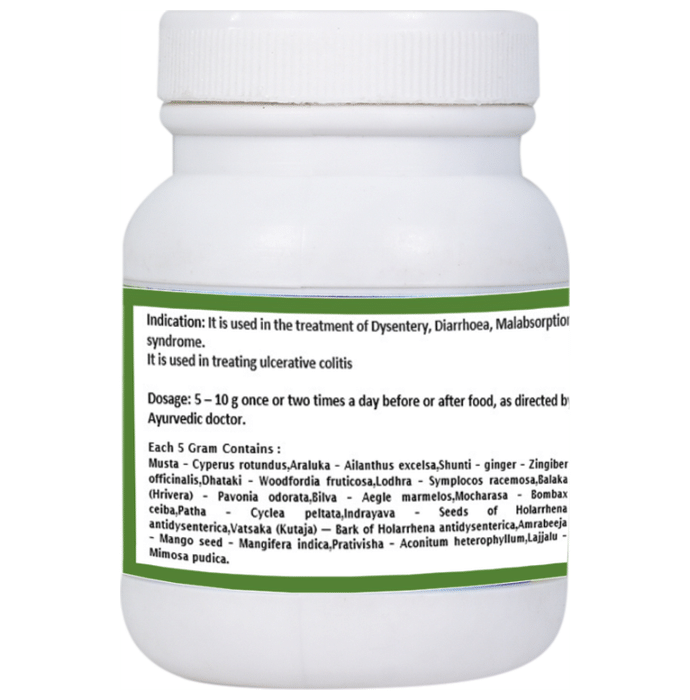 Indication: It is used in the treatment of Dysentery, Diarrhoea, Malabsorption
syndrome.
It is used in treating ulcerative colitis
Dosage: 5 – 10 g once or two times a day before or after food, as directed by
Ayurvedic doctor.
Each 5 Gram Contains :
Musta - Cyperus rotundus,Araluka - Ailanthus excelsa,Shunti - ginger - Zingiber
officinalis,Dhataki - Woodfordia fruticosa,Lodhra - Symplocos racemosa,Balaka
(Hrivera) - Pavonia odorata,Bilva - Aegle marmelos,Mocharasa - Bombax
ceiba,Patha - Cyclea peltata,Indrayava - Seeds of Holarrhena
antidysenterica,Vatsaka (Kutaja) — Bark of Holarrhena antidysenterica,Amrabeeja
- Mango seed - Mangifera indica,Prativisha - Aconitum heterophyllum,Lajjalu -
Mimosa pudica.